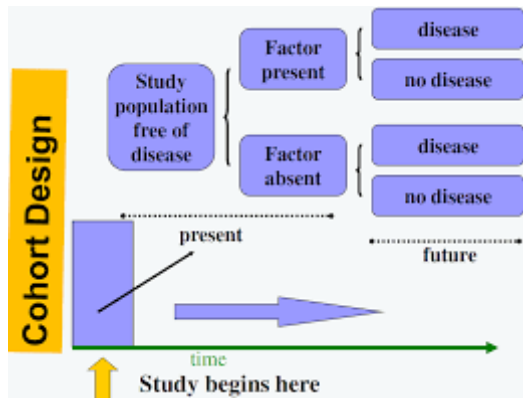 Cohort Design
Study
population
free of
disease
Factor
present
Factor
absent
disease
no disease
disease
no disease
present
future
time
Study begins here